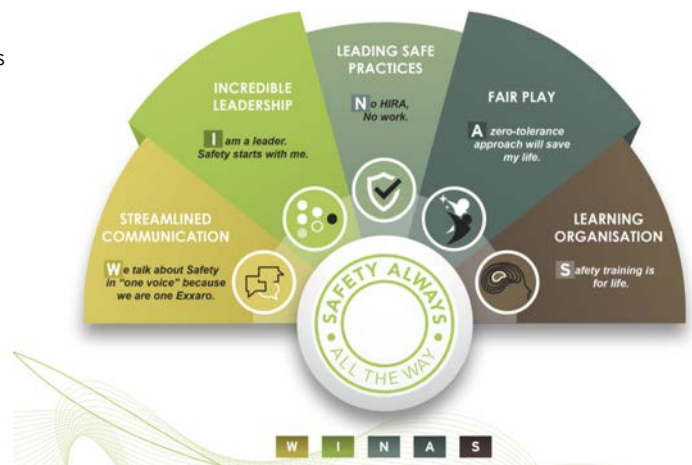 s
STREAMLINED
COMMUNICATION
We talk about Safety
in "one voice" because
we are one Exxaro.
INCREDIBLE
LEADERSHIP
I am a leader.
Safety starts with me.
LEADING SAFE
PRACTICES
No HIRA,
No work.
FAIR PLAY
A zero-tolerance
approach will save
my life.
LEARNING
ORGANISATION
Safety training is
for life.
SAFETY ALWAYS
• ALL THE WAY •
W I N A S